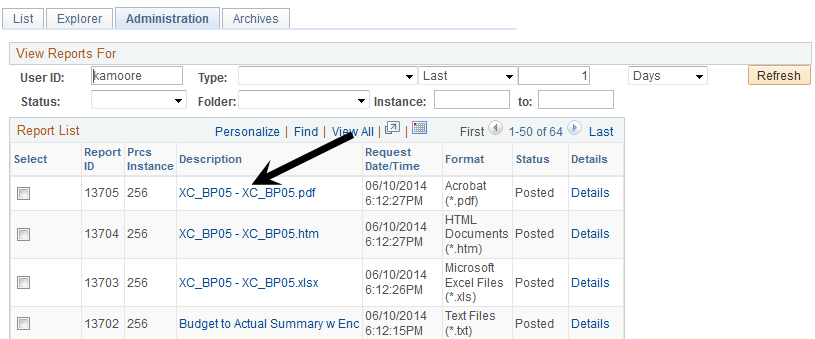 List Explorer Administration Archives
View Reports For
User ID: kamoore Type: Last 1 Days Refresh
Status: Folder: Instance: to:
Report List Personalize | Find | View All | | First 1-50 of 64 Last
Select Report ID Prcs Instance Description Request Date/Time Format Status Details
13705 256 XC_BP05 - XC_BP05.pdf 06/10/2014 6:12:27PM Acrobat (*.pdf) Posted Details
13704 256 XC_BP05 - XC_BP05.htm 06/10/2014 6:12:27PM HTML Documents (*.htm) Posted Details
13703 256 XC_BP05 - XC_BP05.xlsx 06/10/2014 6:12:26PM Microsoft Excel Files (*.xls) Posted Details
13702 256 Budget to Actual Summary w Enc 06/10/2014 6:12:15PM Text Files (*.txt) Posted Details